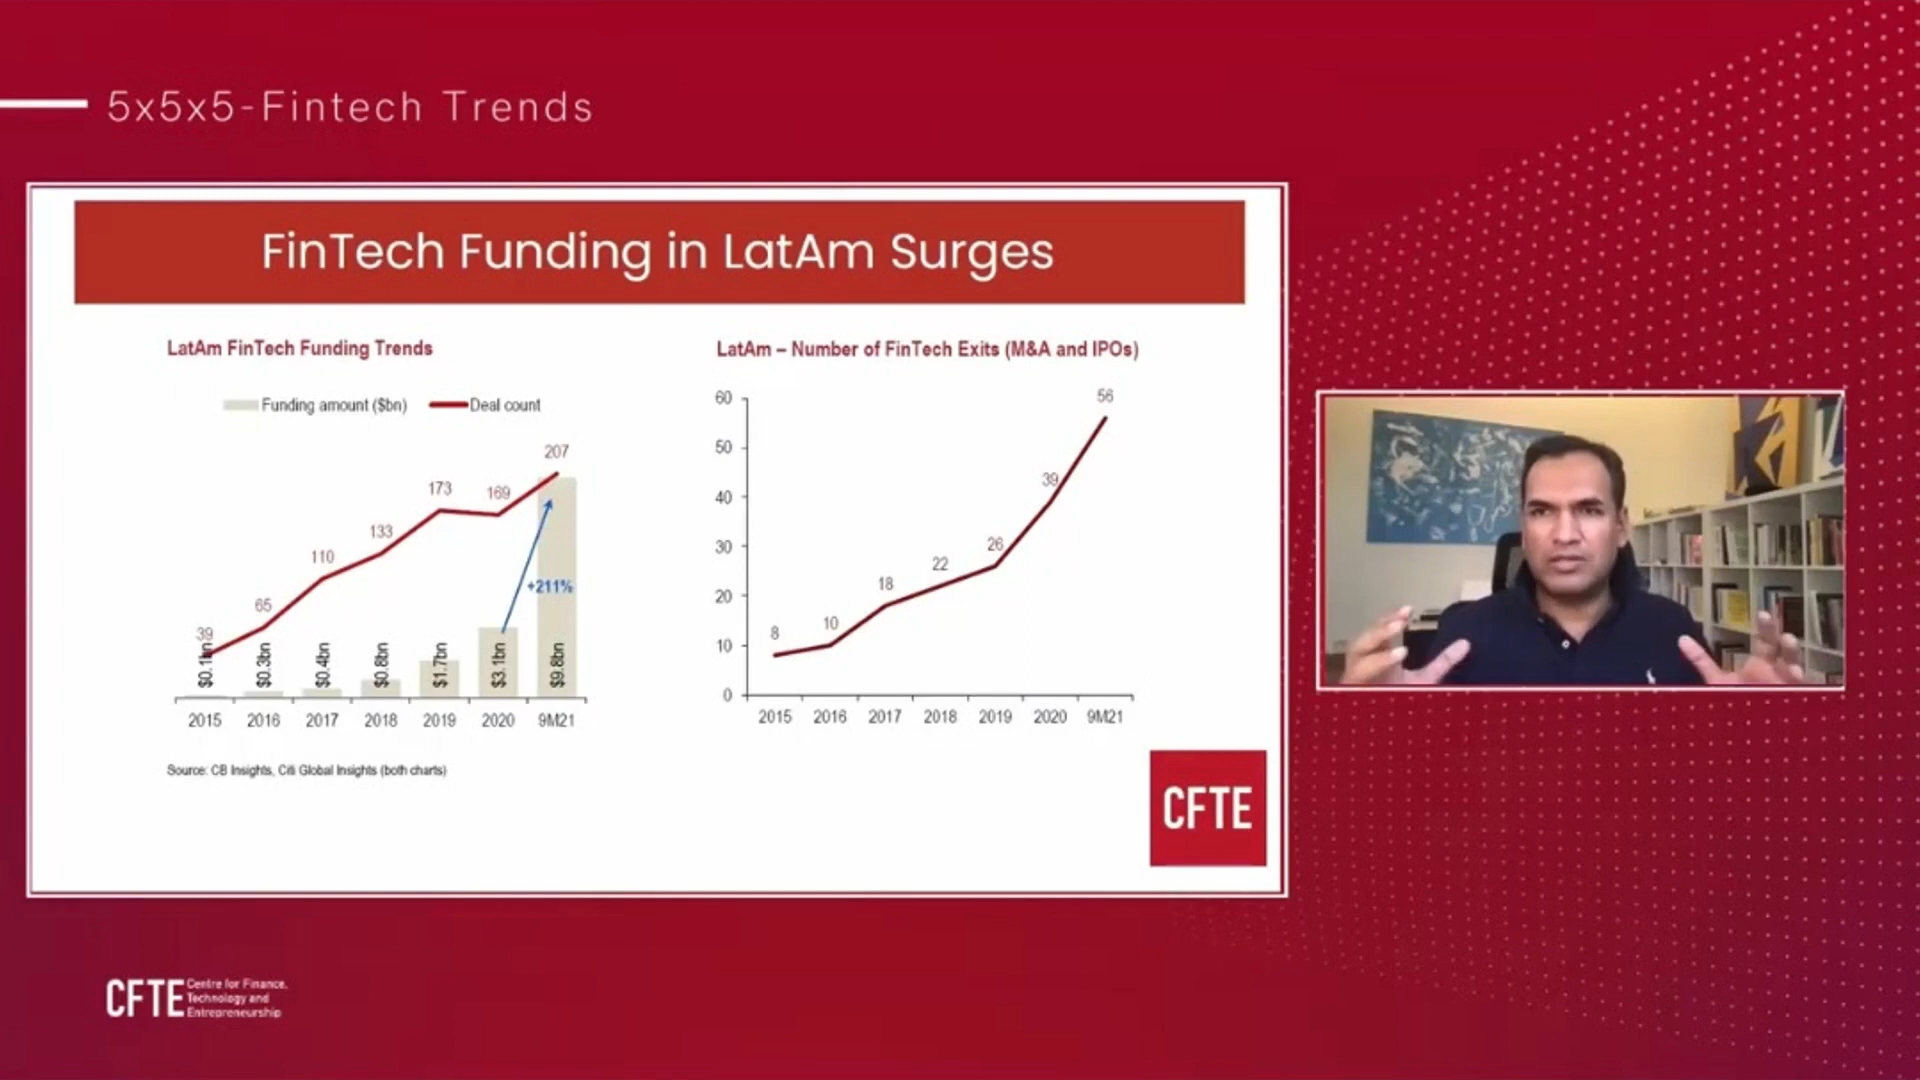 5x5x5-Fintech Trends
FinTech Funding in LatAm Surges
LatAm FinTech Funding Trends
Funding amount ($bn)
Deal count
207
173
169
133
110
65
39
+211%
$0.1bn
$0.3bn
$0.4bn
$0.8bn
$1.7bn
$3.1bn
$9.8bn
2015
2016
2017
2018
2019
2020
9M21
Source: CB Insights, Citi Global Insights (both charts)
LatAm – Number of FinTech Exits (M&A and IPOs)
60
50
40
30
20
10
0
8
10
18
22
26
39
56
2015
2016
2017
2018
2019
2020
9M21
CFTE
CFTE
Centre for Finance,
Technology and
Entrepreneurship